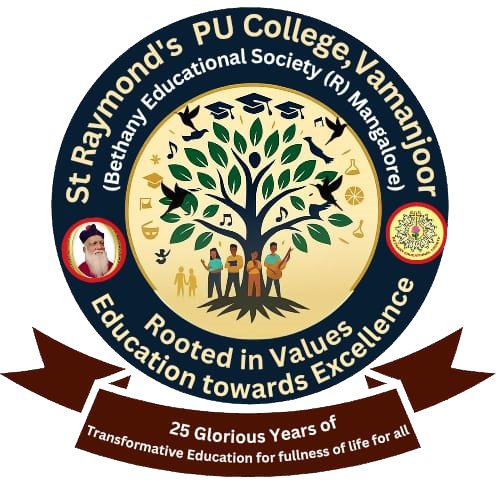 St Raymond's PU College, Vamanjoor
(Bethany Educational Society (R) Mangalore)
Rooted in Values
Education towards Excellence
25 Glorious Years of
Transformative Education for fullness of life for all